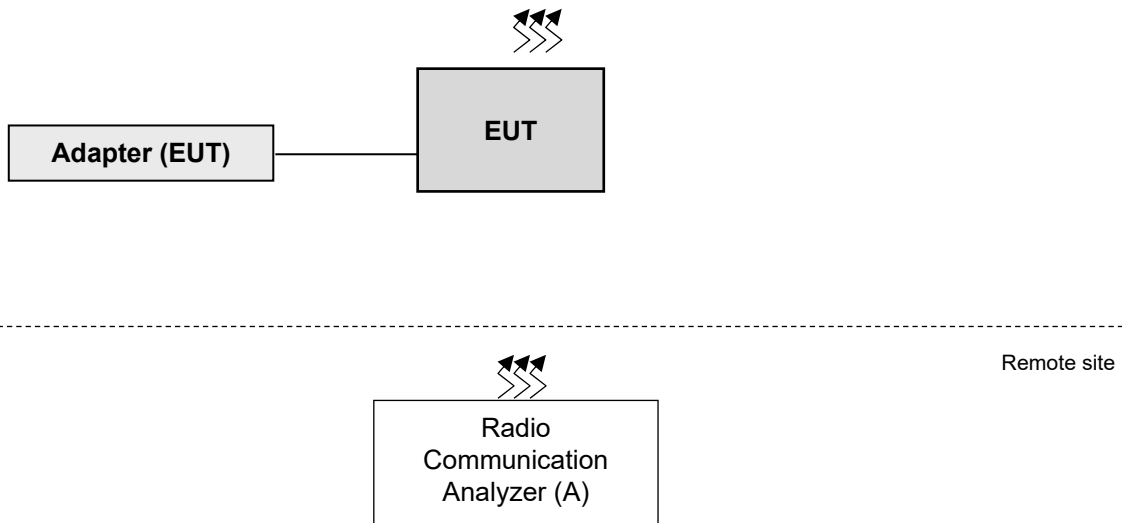 EUT
Adapter (EUT)
Remote site
Radio
Communication
Analyzer (A)